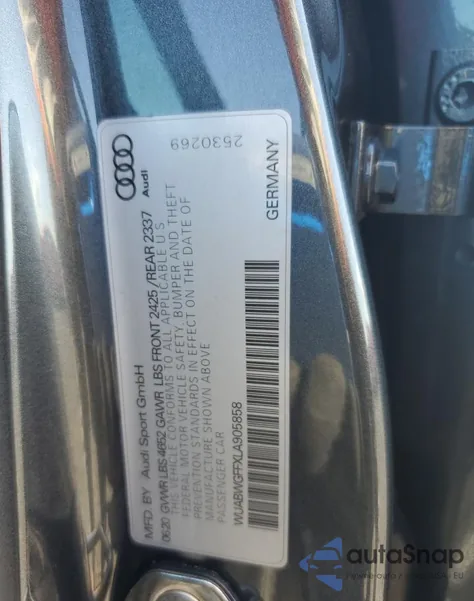 MFD. BY Audi Sport GmbH
06/20 GVWR LBS 4652 GAWR LBS FRONT 2425 /REAR 2337
THIS VEHICLE CONFORMS TO ALL APPLICABLE U S
FEDERAL MOTOR VEHICLE SAFETY, BUMPER AND THEFT
PREVENTION STANDARDS IN EFFECT ON THE DATE OF
MANUFACTURE SHOWN ABOVE
PASSENGER CAR
WUABWGFFXLA905858
GERMANY
Audi
2530269
autoSnap